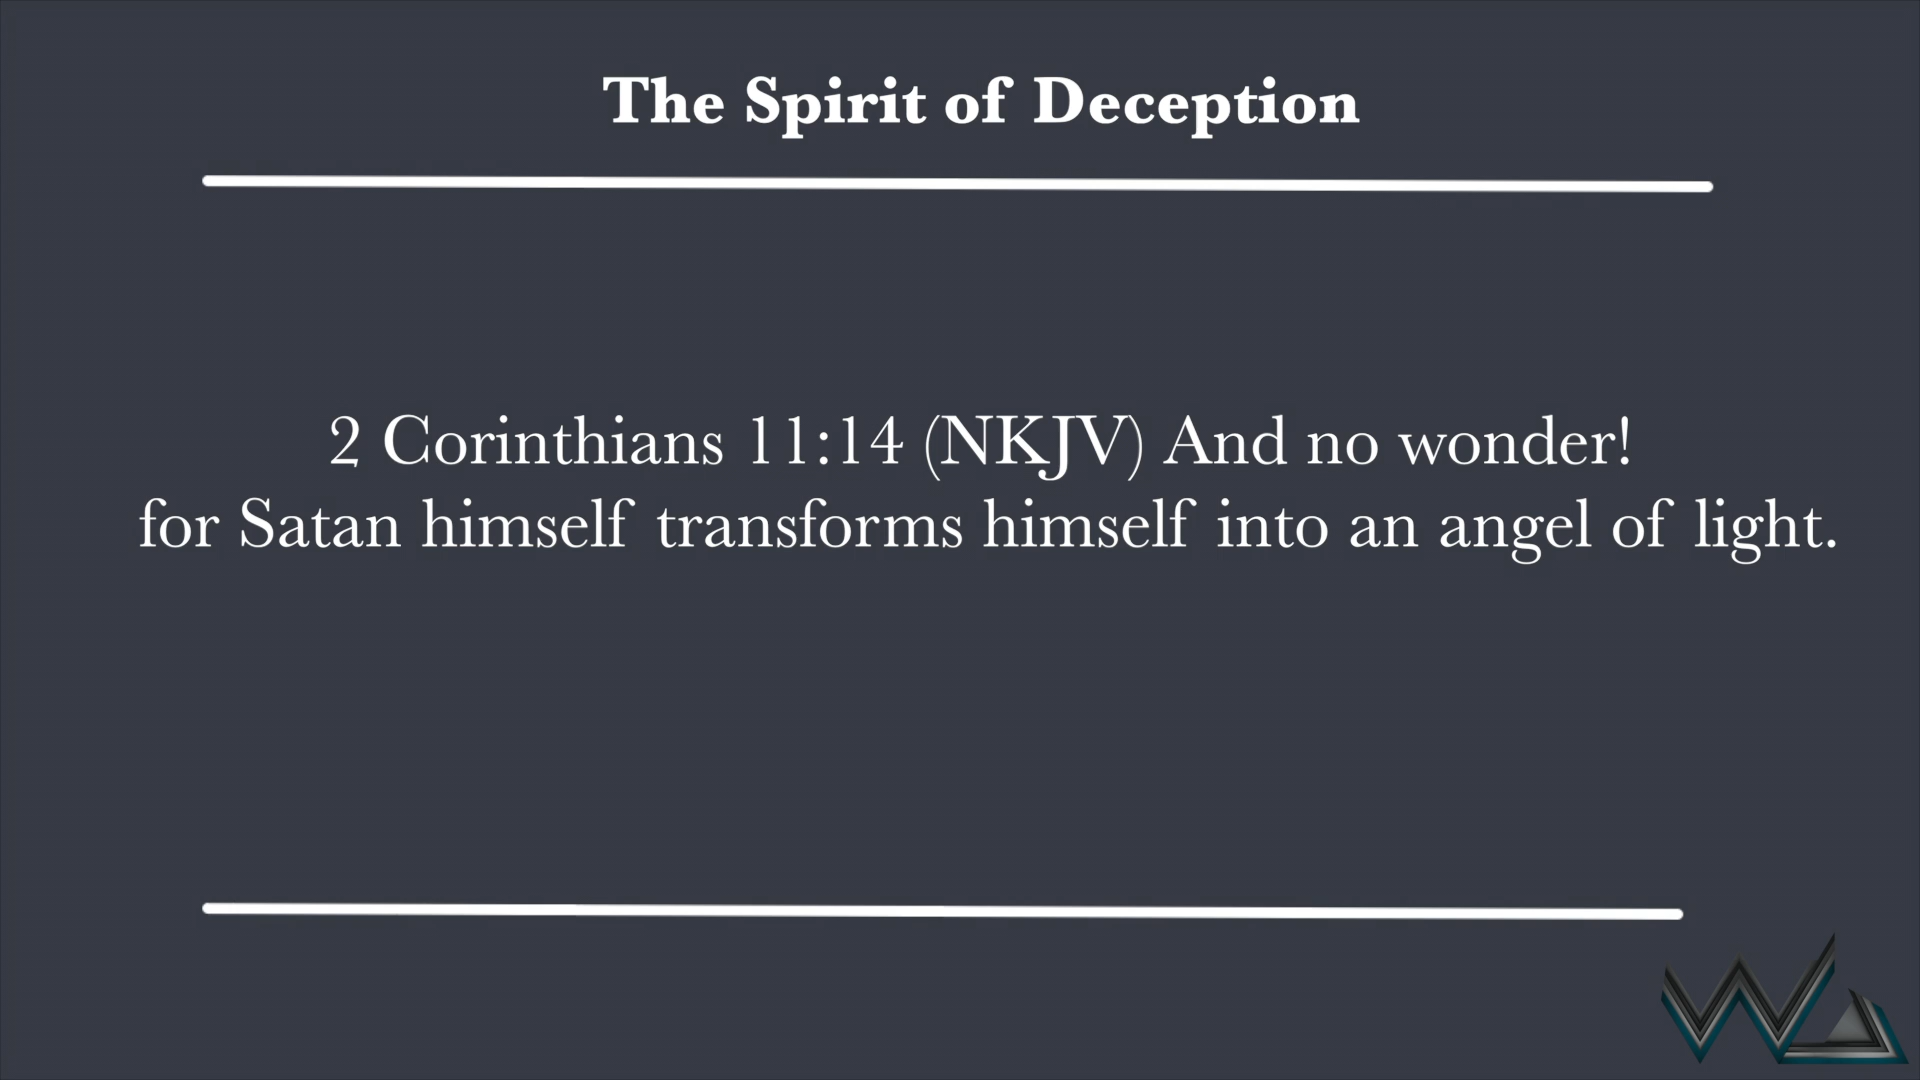 The Spirit of Deception
2 Corinthians 11:14 (NKJV) And no wonder!
for Satan himself transforms himself into an angel of light.